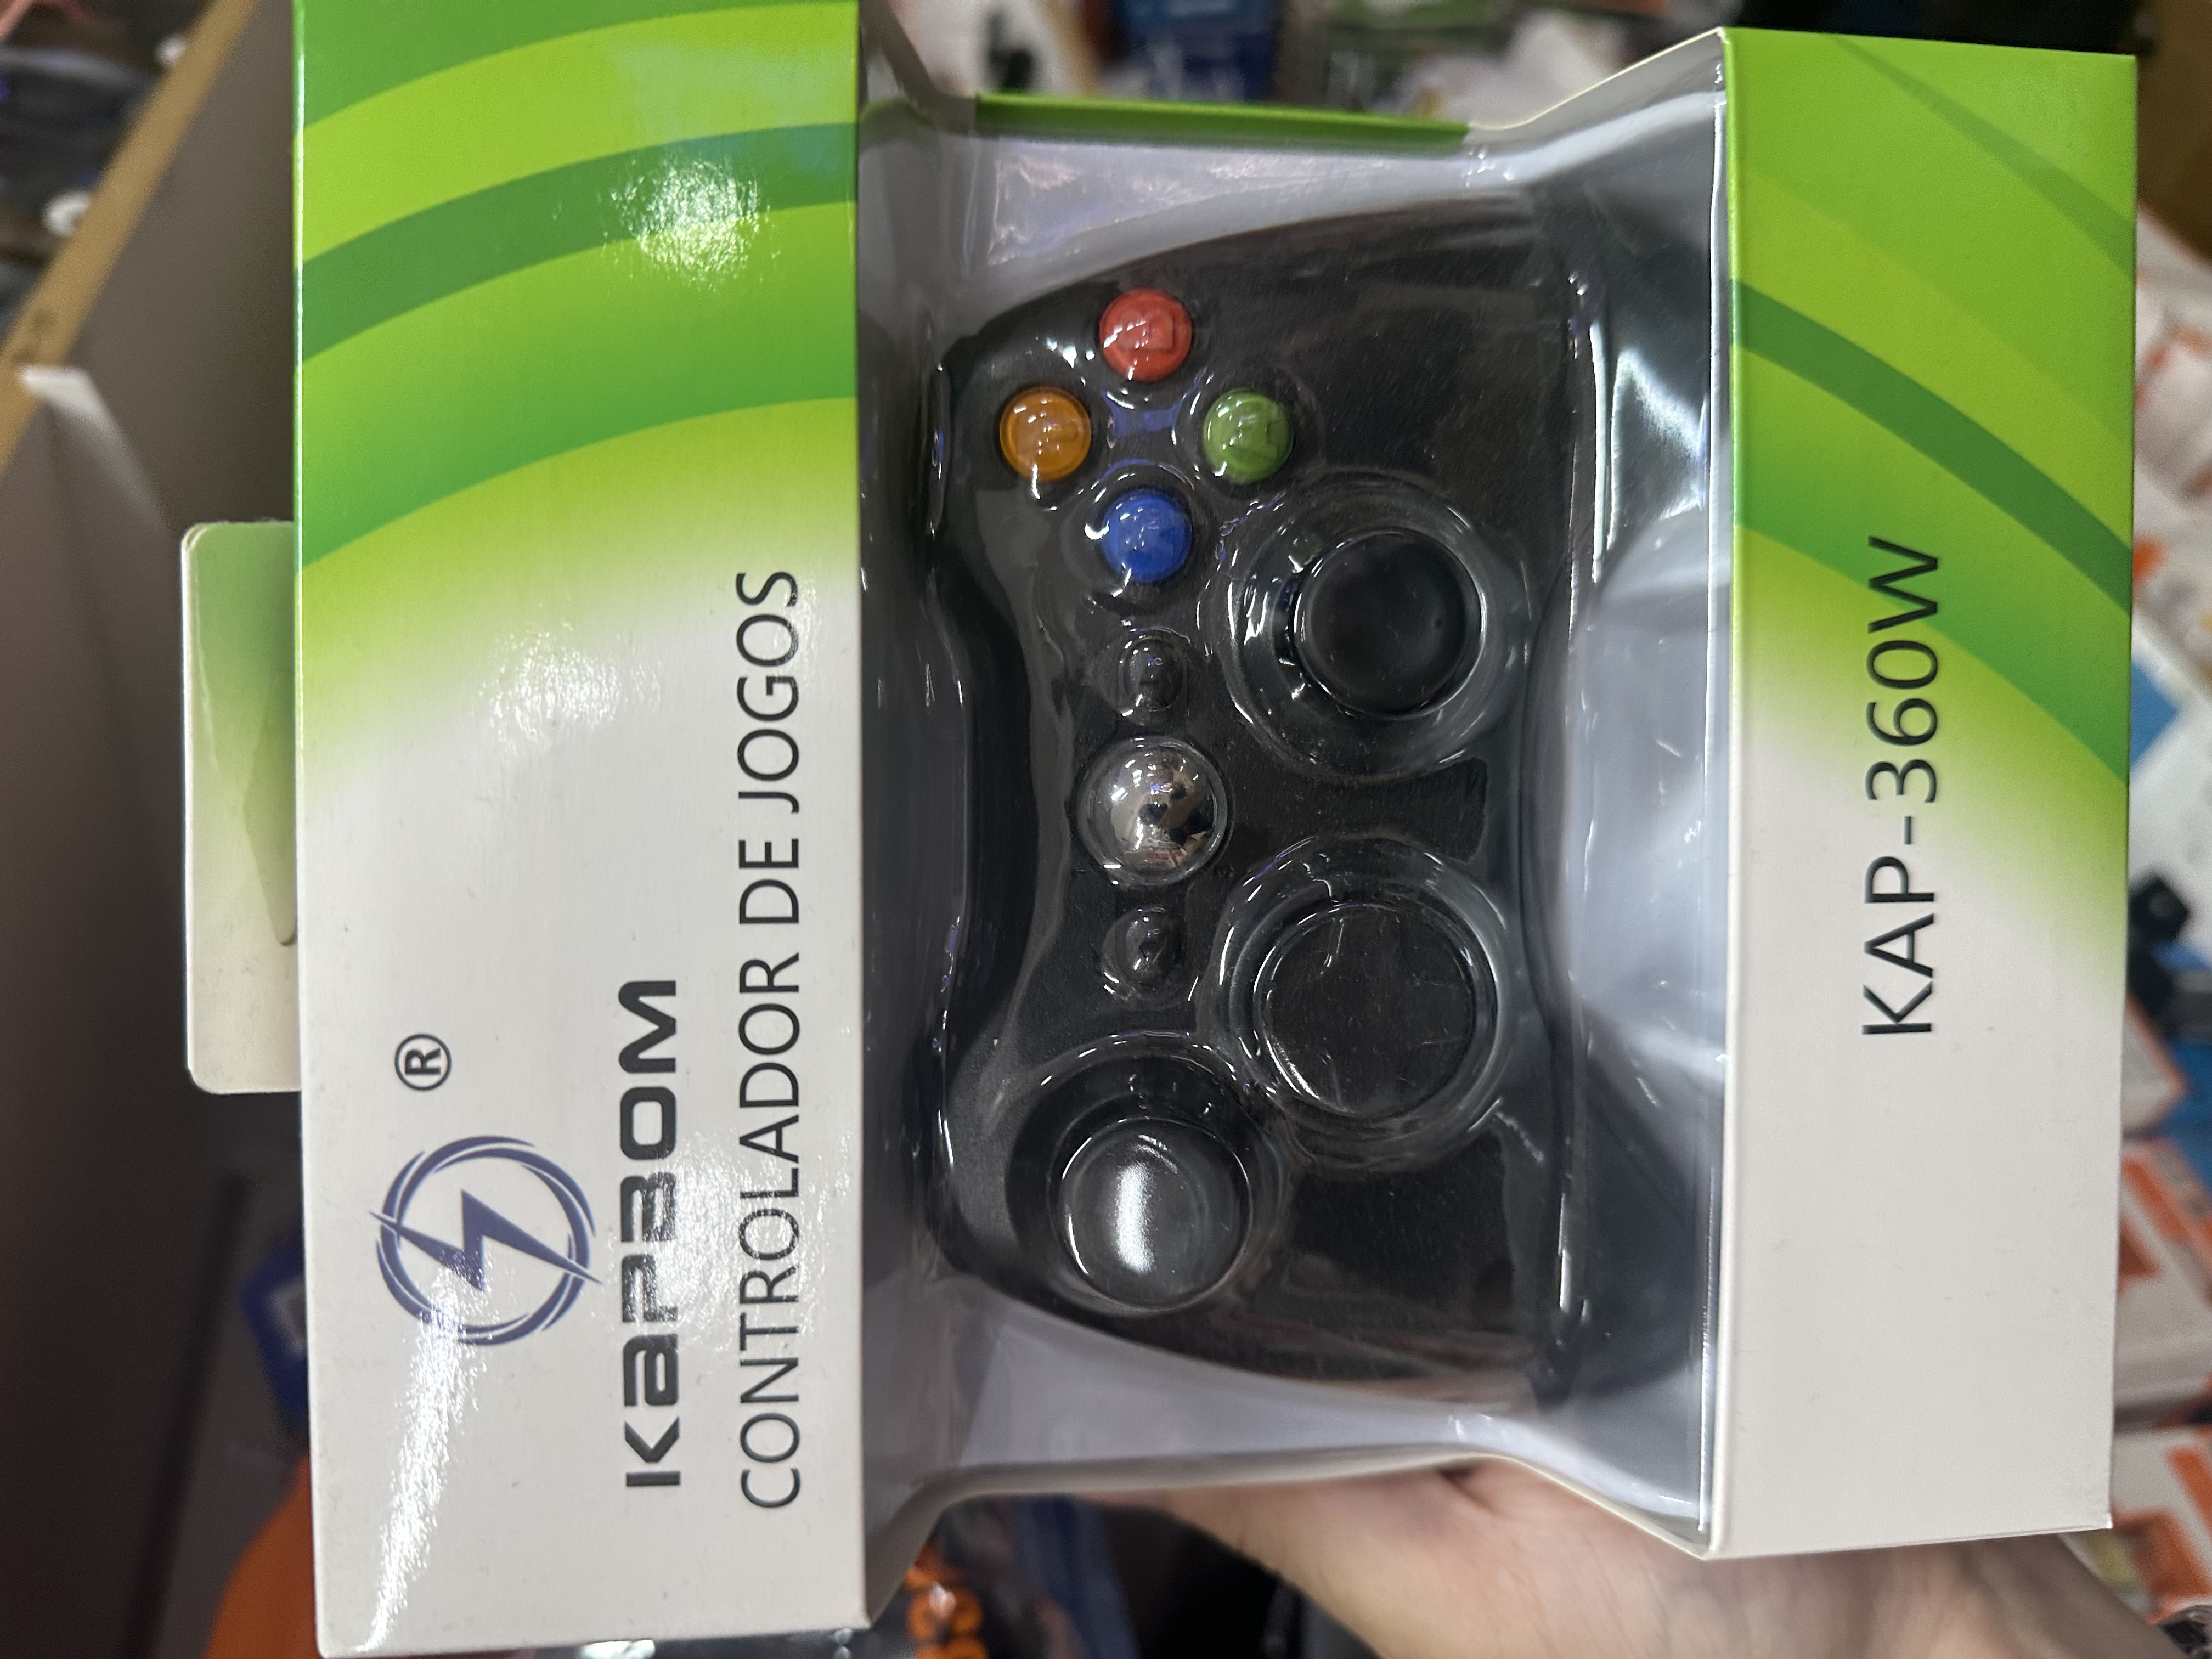 ®
KAPBOM
CONTROLADOR DE JOGOS
KAP-360W